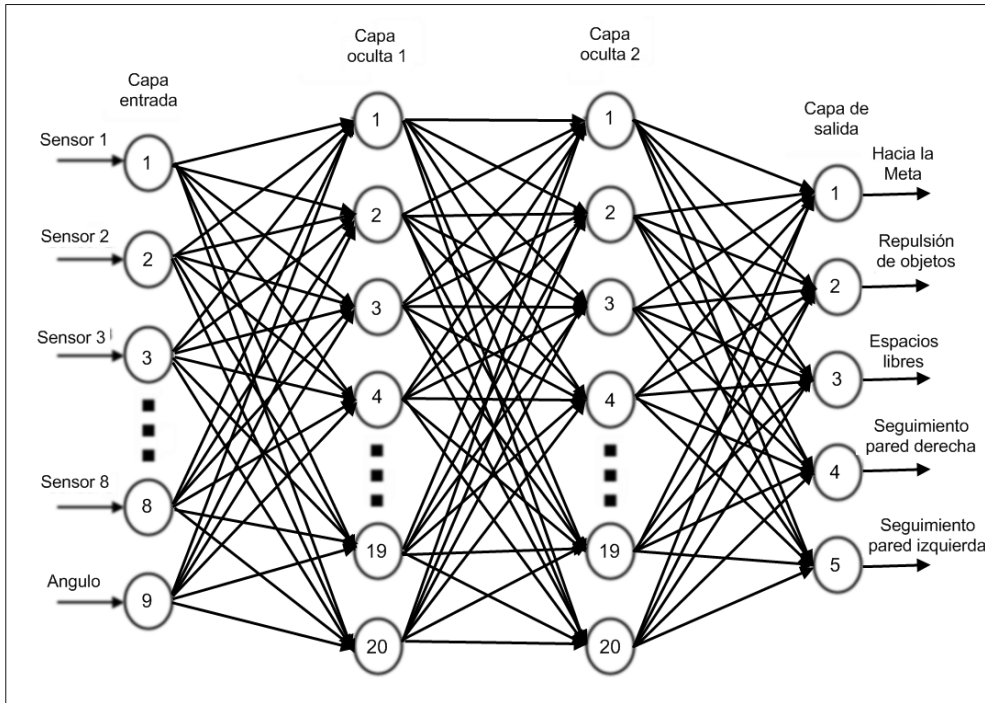 Capa
entrada
Sensor 1
1
Sensor 2
2
Sensor 3
3
Sensor 8
8
Angulo
9
Capa
oculta 1
1
2
3
4
19
20
Capa
oculta 2
1
2
3
4
19
20
Capa de
salida
1
Hacia la
Meta
2
Repulsión
de objetos
3
Espacios
libres
4
Seguimiento
pared derecha
5
Seguimiento
pared izquierda